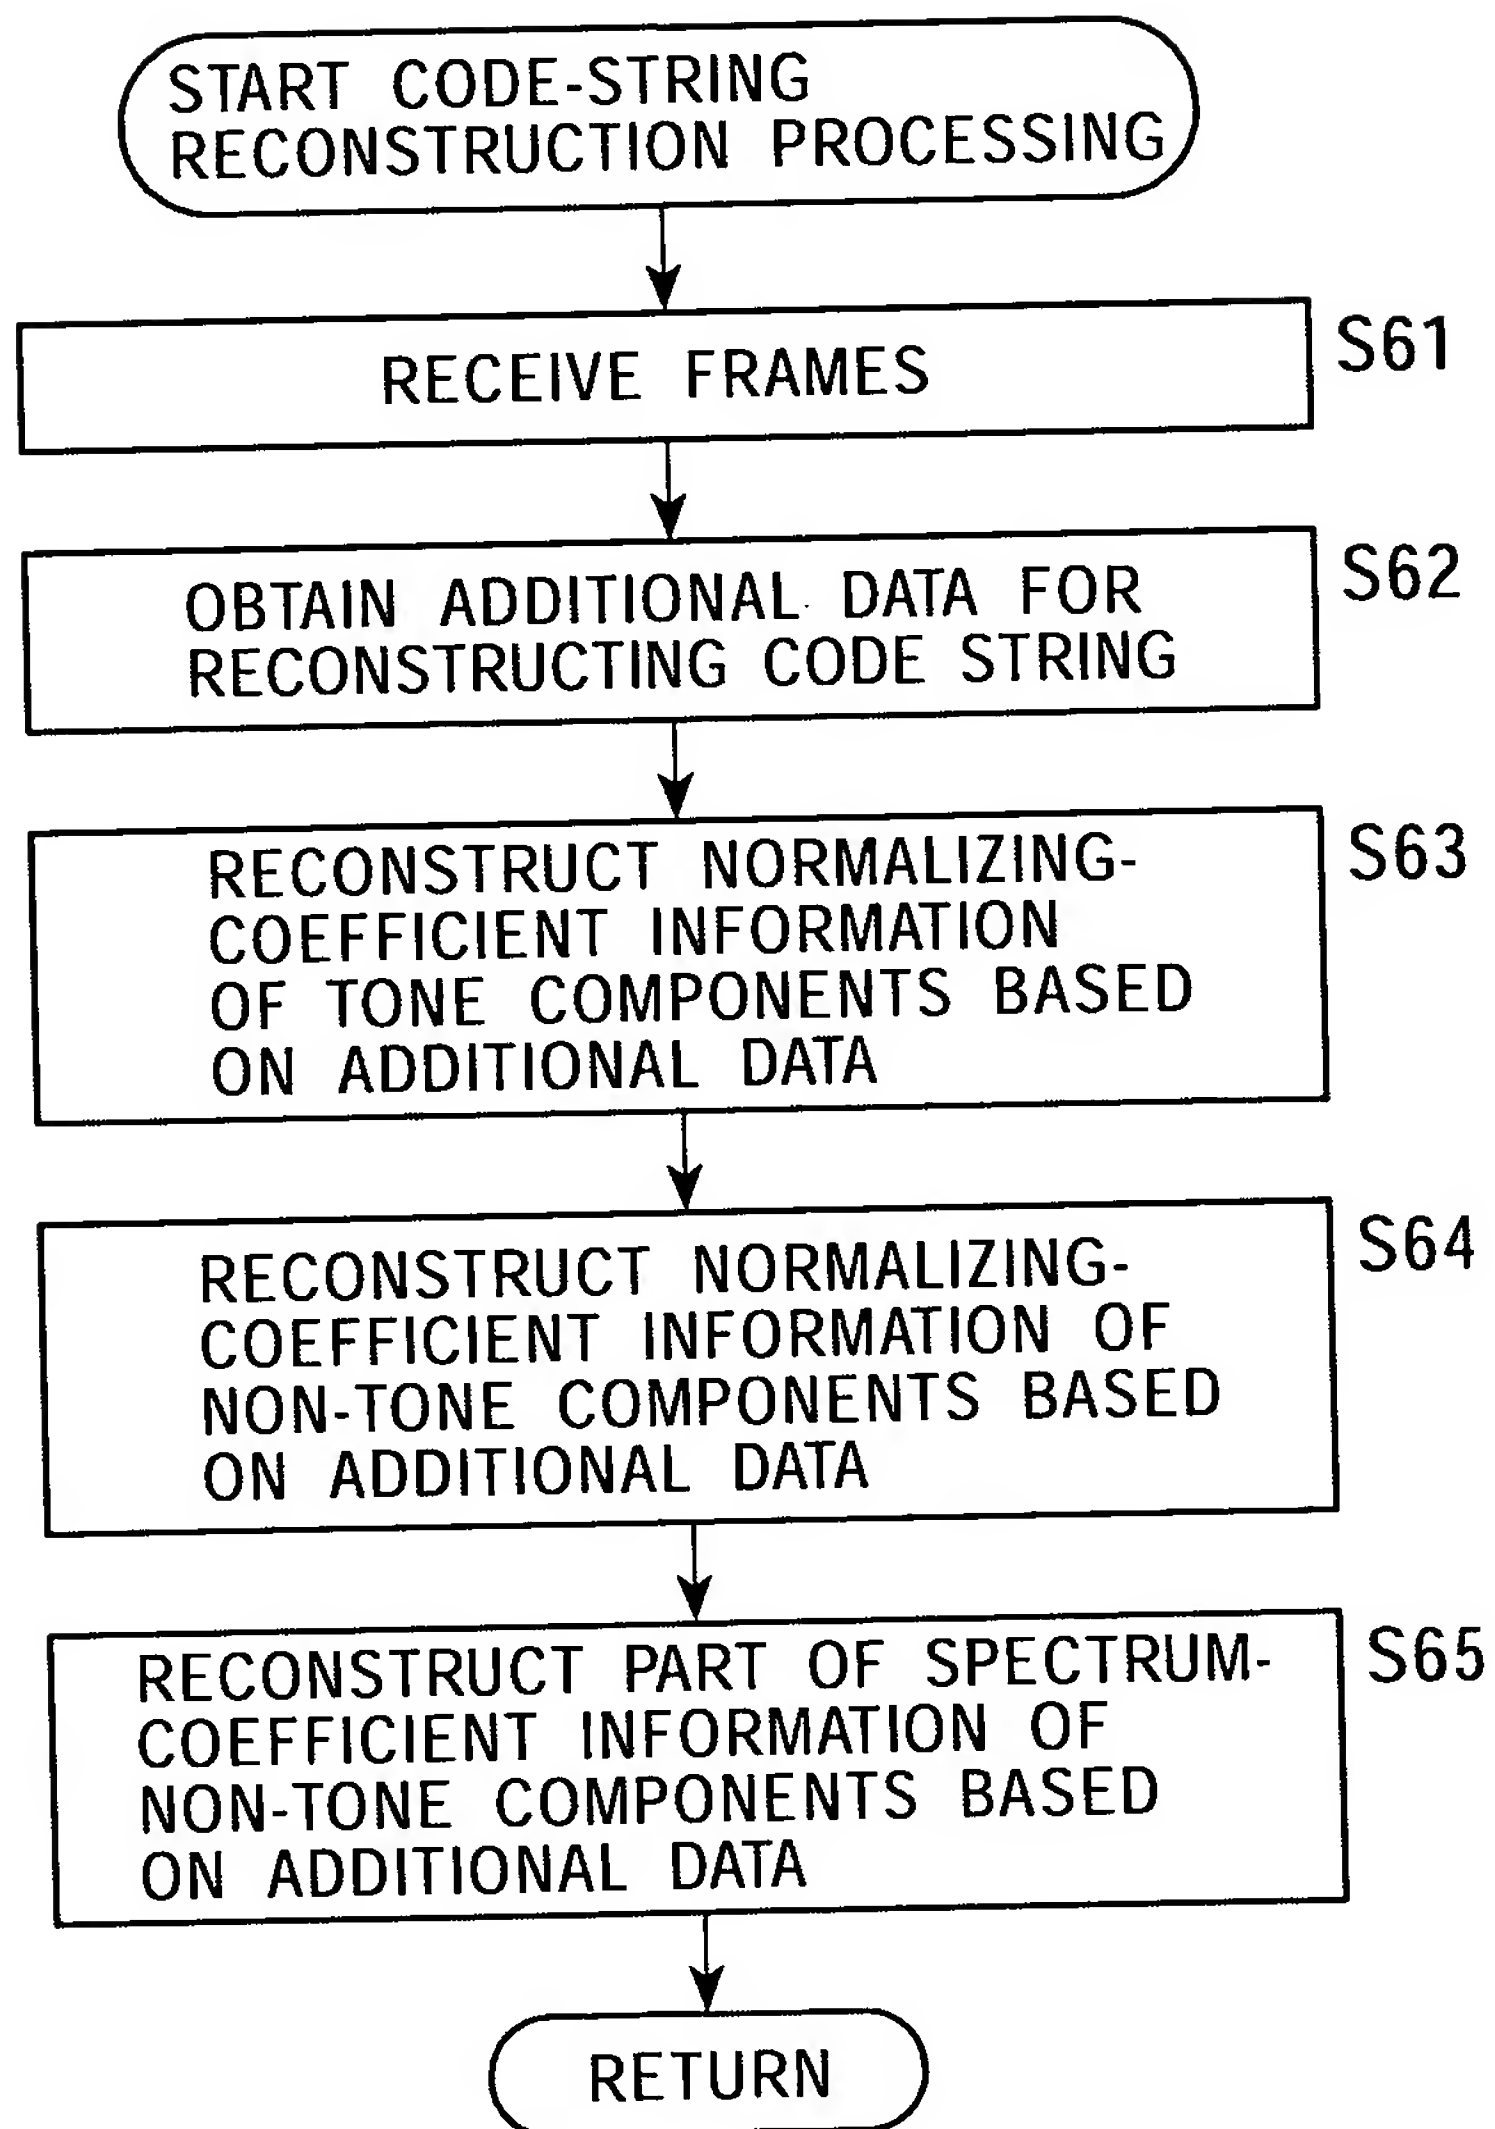 START CODE-STRING
RECONSTRUCTION PROCESSING
RECEIVE FRAMES
S61
OBTAIN ADDITIONAL DATA FOR
RECONSTRUCTING CODE STRING
S62
RECONSTRUCT NORMALIZING-
COEFFICIENT INFORMATION
OF TONE COMPONENTS BASED
ON ADDITIONAL DATA
S63
RECONSTRUCT NORMALIZING-
COEFFICIENT INFORMATION OF
NON-TONE COMPONENTS BASED
ON ADDITIONAL DATA
S64
RECONSTRUCT PART OF SPECTRUM-
COEFFICIENT INFORMATION OF
NON-TONE COMPONENTS BASED
ON ADDITIONAL DATA
S65
RETURN